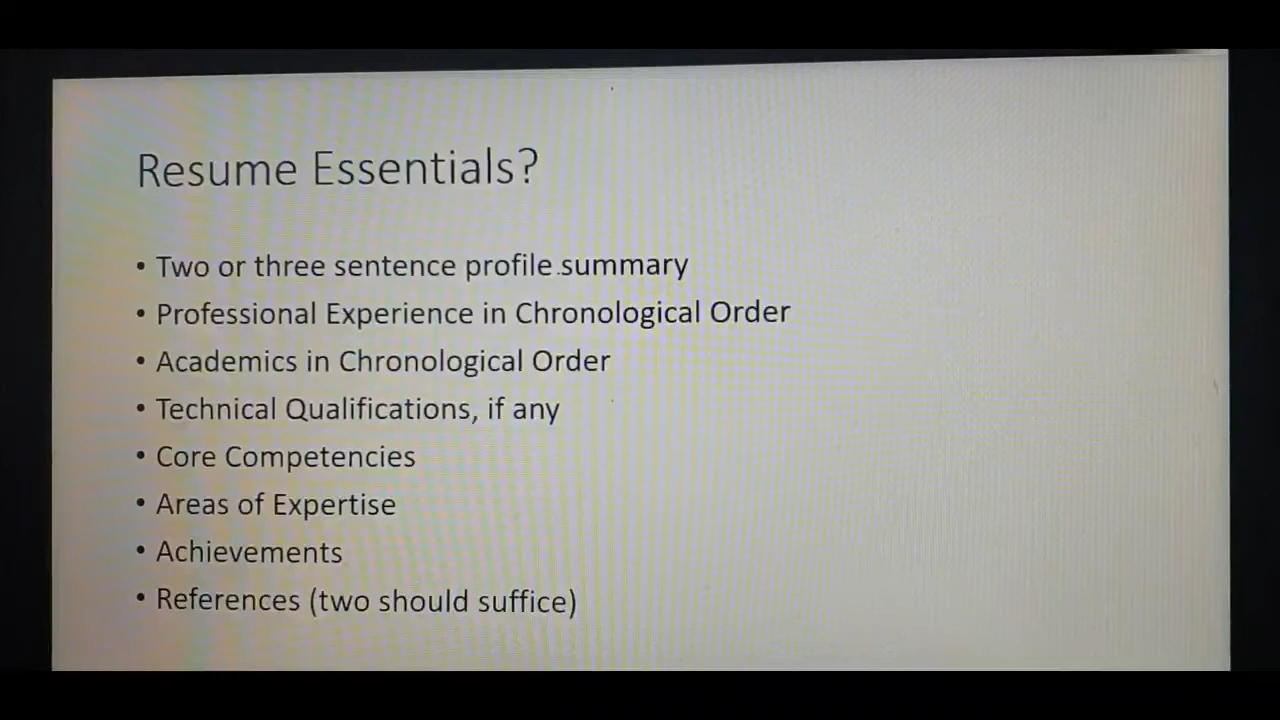 Resume Essentials?
• Two or three sentence profile summary
• Professional Experience in Chronological Order
• Academics in Chronological Order
• Technical Qualifications, if any
• Core Competencies
• Areas of Expertise
• Achievements
• References (two should suffice)